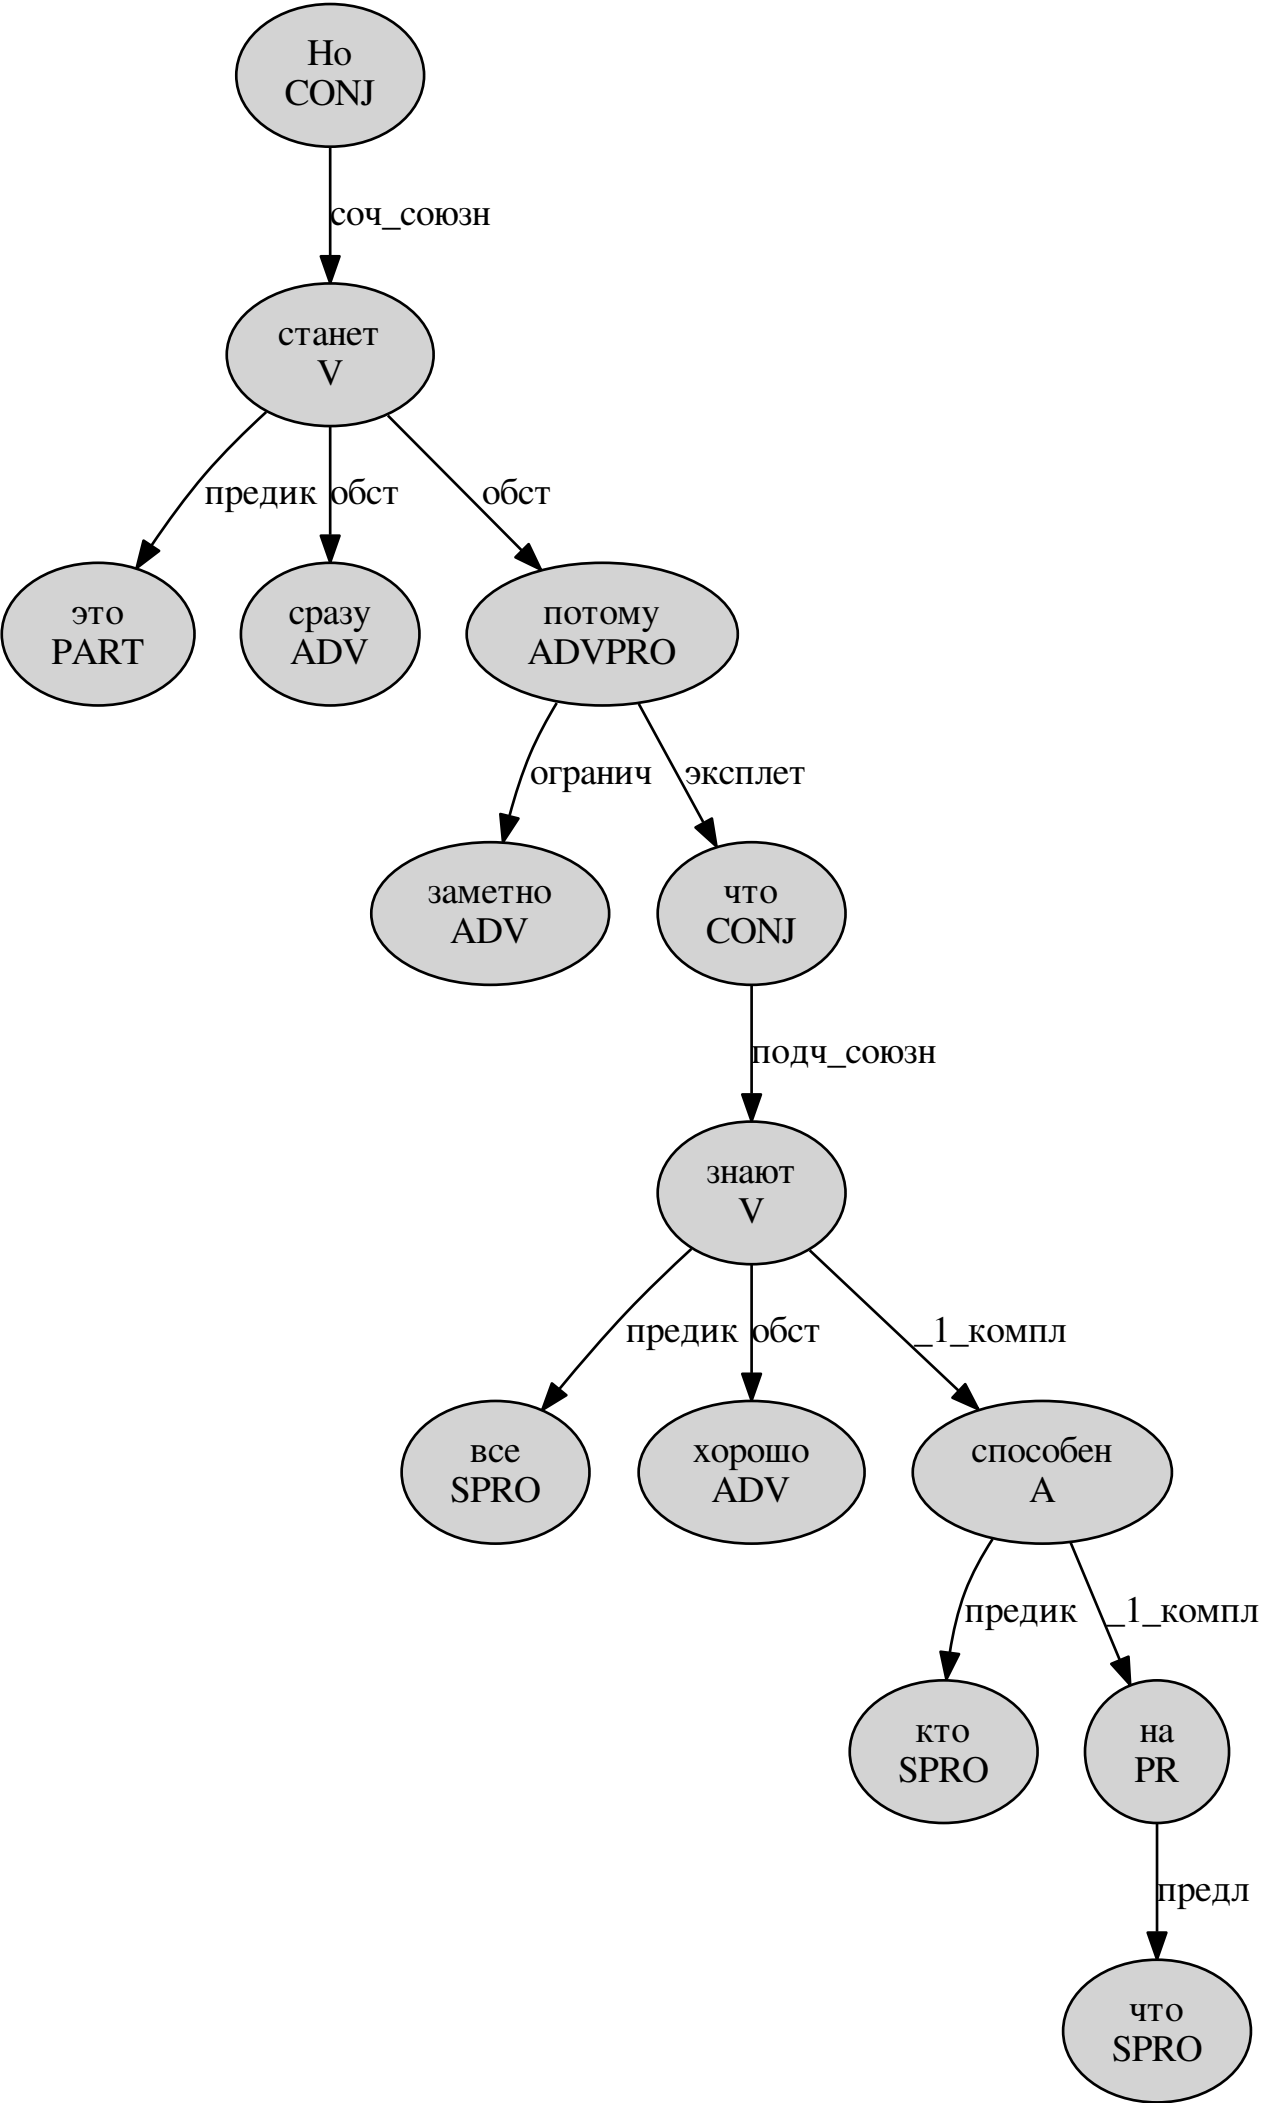 Но
CONJ
соч_союзн
станет
V
предик
обст
обст
это
PART
сразу
ADV
потому
ADVPRO
огранич
эксплет
заметно
ADV
что
CONJ
подч_союзн
знают
V
предик
обст
_1_компл
все
SPRO
хорошо
ADV
способен
A
предик
_1_компл
кто
SPRO
на
PR
предл
что
SPRO